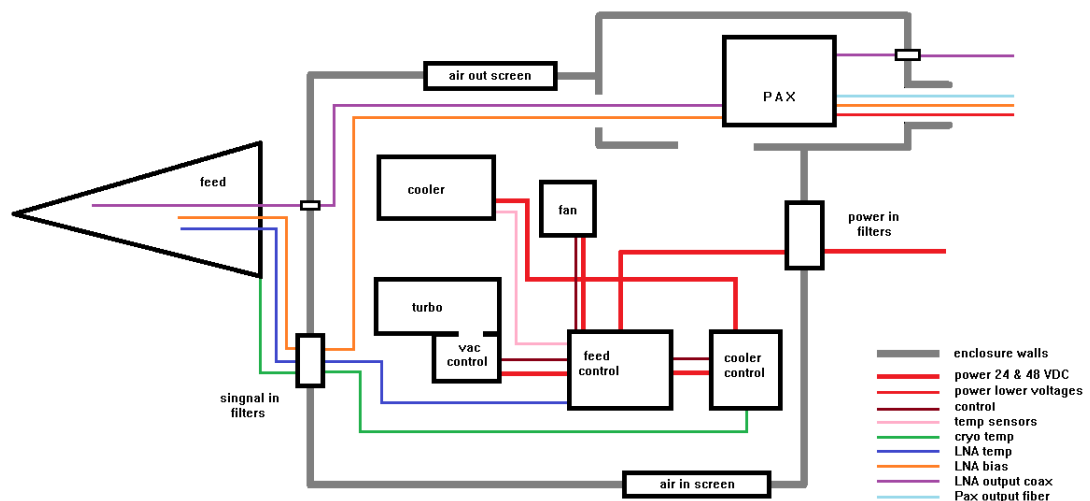 air out screen
PAX
feed
cooler
fan
power in
filters
turbo
vac
control
feed
control
cooler
control
singnal in
filters
air in screen
enclosure walls
power 24 & 48 VDC
power lower voltages
control
temp sensors
cryo temp
LNA temp
LNA bias
LNA output coax
Pax output fiber